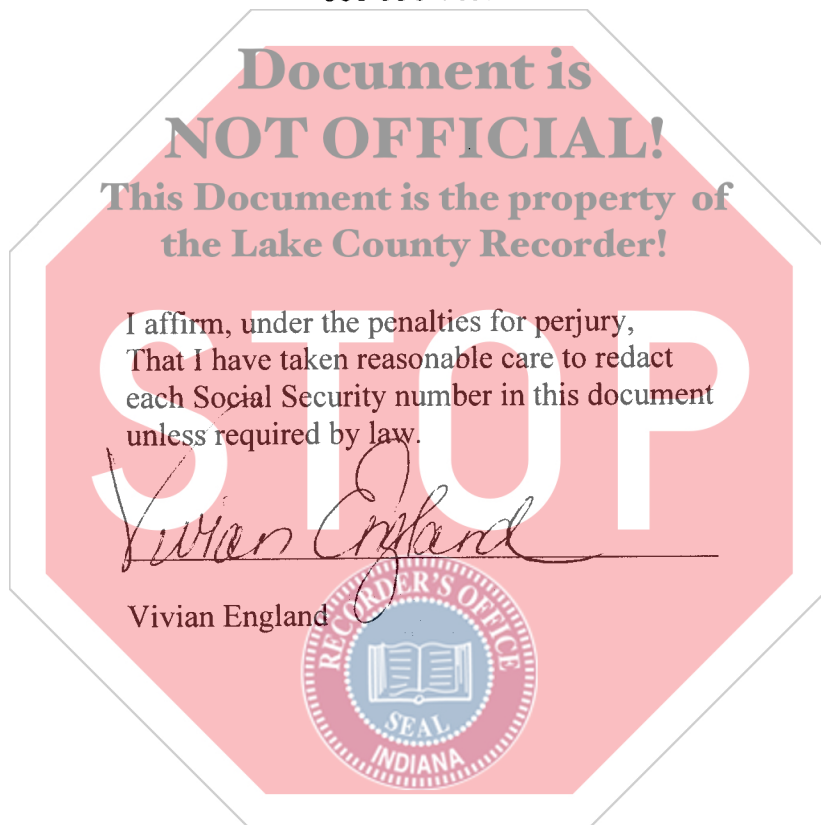 Document is
NOT OFFICIAL!
This Document is the property of
the Lake County Recorder!
STOP
I affirm, under the penalties for perjury,
That I have taken reasonable care to redact
each Social Security number in this document
unless required by law.
Vivian England
Vivian England
RECORDER'S OFFICE
SEAL
INDIANA